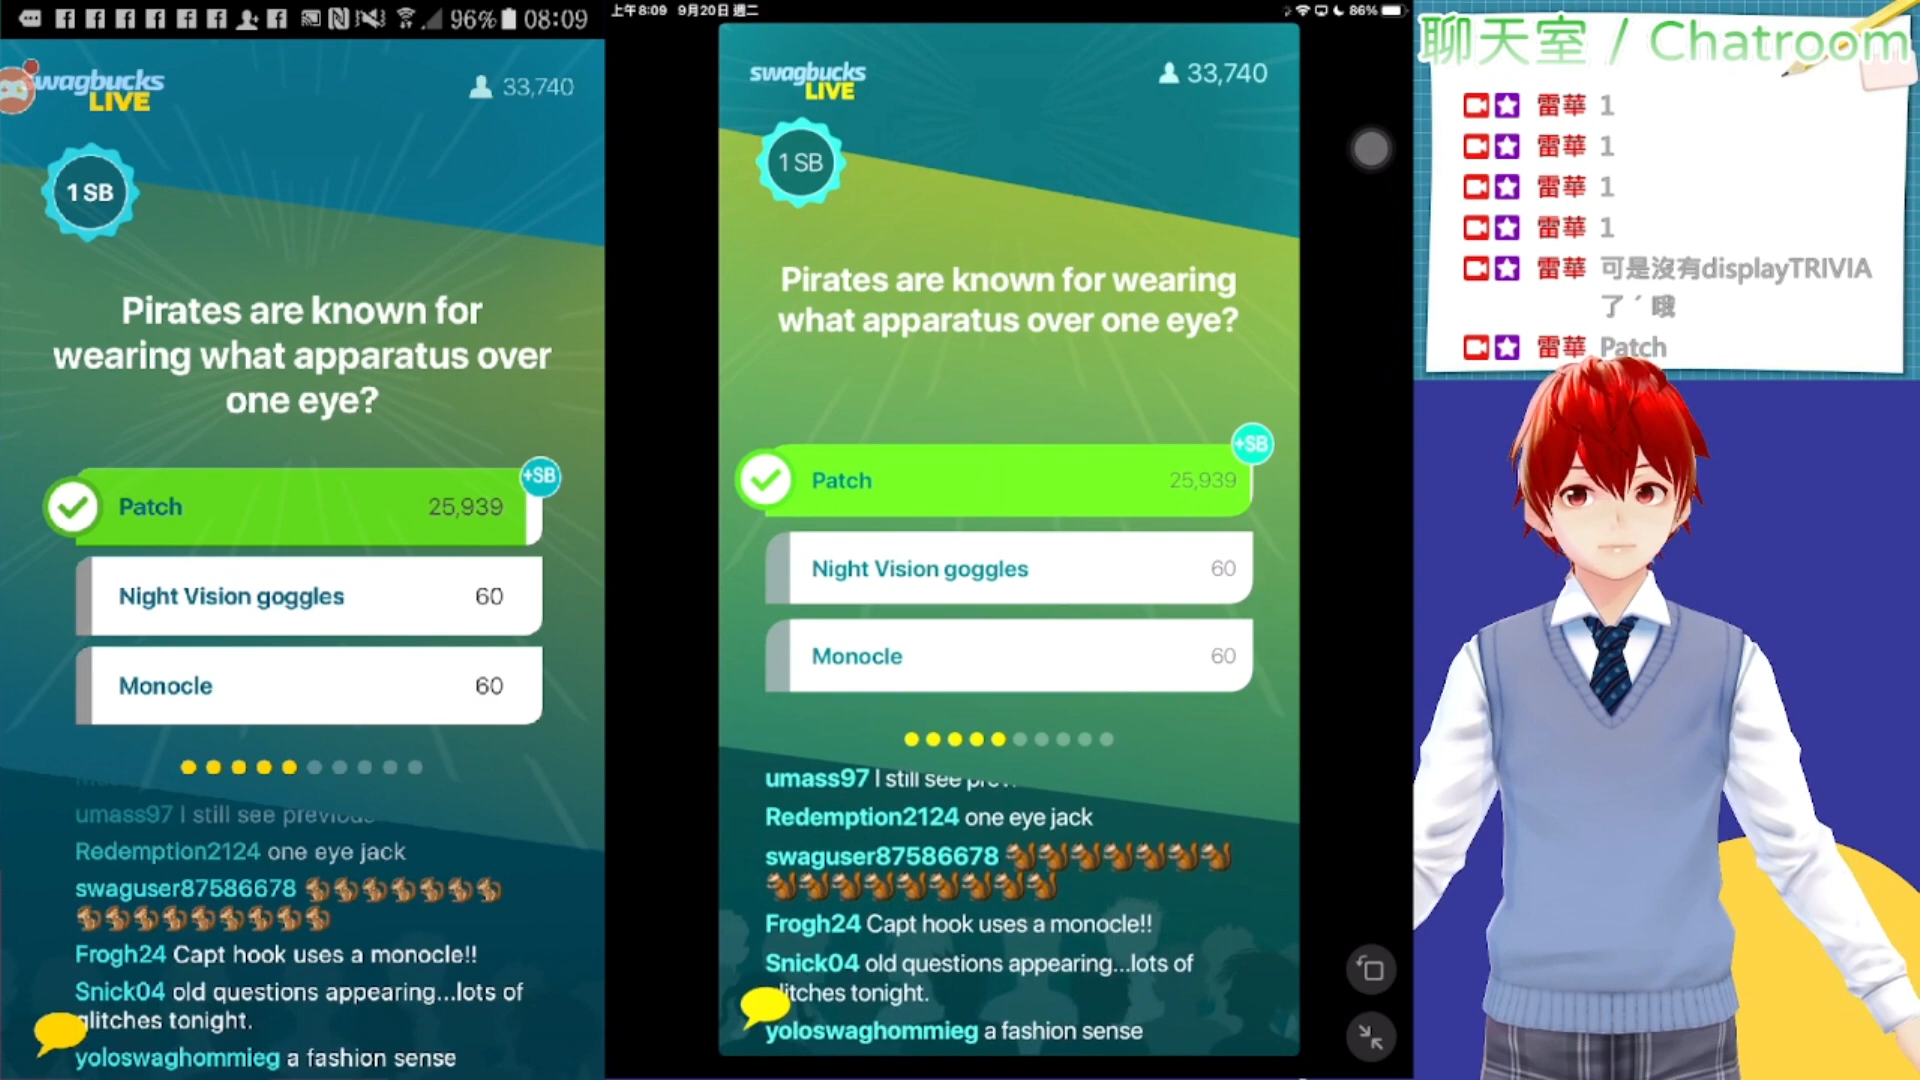 96% 08:09
swagbucks
LIVE
33,740
1 SB
Pirates are known for
wearing what apparatus over
one eye?
+SB
Patch 25,939
Night Vision goggles 60
Monocle 60
umass97 I still see previous
Redemption2124 one eye jack
swaguser87586678
Frogh24 Capt hook uses a monocle!!
Snick04 old questions appearing...lots of
glitches tonight.
yoloswaghommieg a fashion sense
上午8:09 9月20日 週二
86%
swagbucks
LIVE
33,740
1 SB
Pirates are known for wearing
what apparatus over one eye?
+SB
Patch 25,939
Night Vision goggles 60
Monocle 60
umass97 I still see
Redemption2124 one eye jack
swaguser87586678
Frogh24 Capt hook uses a monocle!!
Snick04 old questions appearing...lots of
glitches tonight.
yoloswaghommieg a fashion sense
聊天室 / Chatroom
雷華 1
雷華 1
雷華 1
雷華 1
雷華 可是沒有displayTRIVIA
了ˊ哦
雷華 Patch